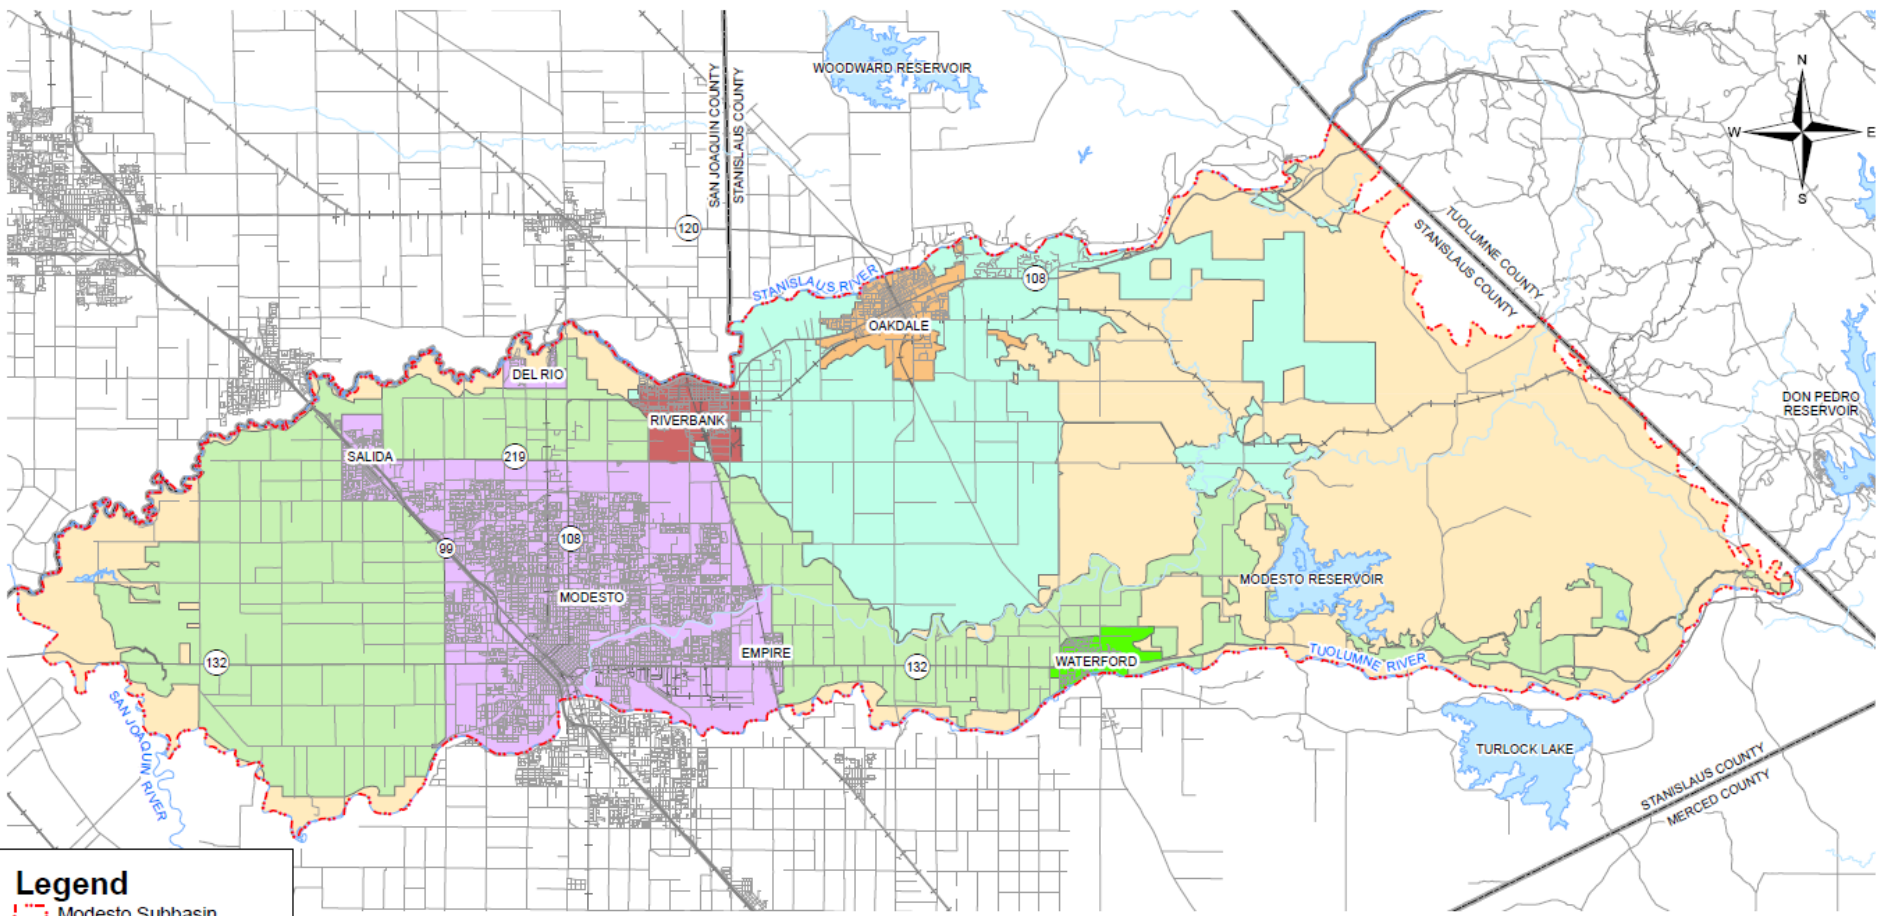 WOODWARD RESERVOIR
SAN JOAQUIN COUNTY
STANISLAUS COUNTY
N
W
E
S
120
TUOLUMNE COUNTY
STANISLAUS COUNTY
STANISLAUS RIVER
108
OAKDALE
DEL RIO
DON PEDRO
RESERVOIR
RIVERBANK
SALIDA
219
99
108
MODESTO
MODESTO RESERVOIR
EMPIRE
132
132
WATERFORD
TUOLUMNE RIVER
SAN JOAQUIN RIVER
TURLOCK LAKE
STANISLAUS COUNTY
MERCED COUNTY
Legend
Modesto Subbasin